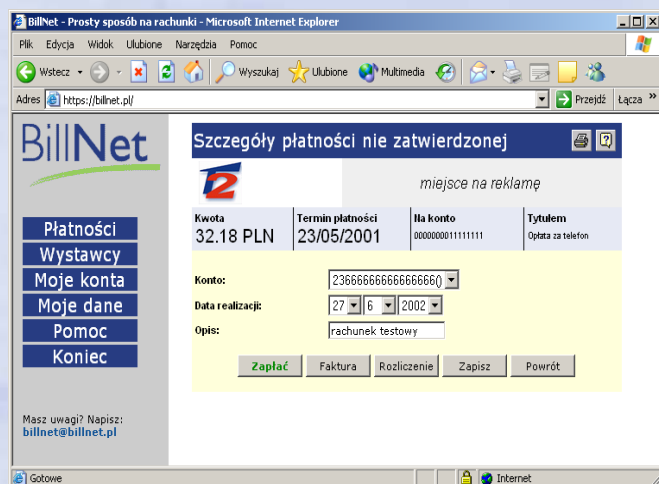 BillNet - Prosty sposób na rachunki - Microsoft Internet Explorer
Plik Edycja Widok Ulubione Narzędzia Pomoc
Wstecz Wyszukaj Ulubione Multimedia
Adres https://billnet.pl/ Przejdź Łącza »
BillNet
Szczegóły płatności nie zatwierdzonej
T2
miejsce na reklamę
Kwota Termin płatności Na konto Tytułem
32.18 PLN 23/05/2001 0000000011111111 Opłata za telefon
Płatności
Wystawcy
Moje konta
Moje dane
Pomoc
Koniec
Konto: 23666666666666666()
Data realizacji: 27 6 2002
Opis: rachunek testowy
Zapłać Faktura Rozliczenie Zapisz Powrót
Masz uwagi? Napisz:
billnet@billnet.pl
Gotowe Internet